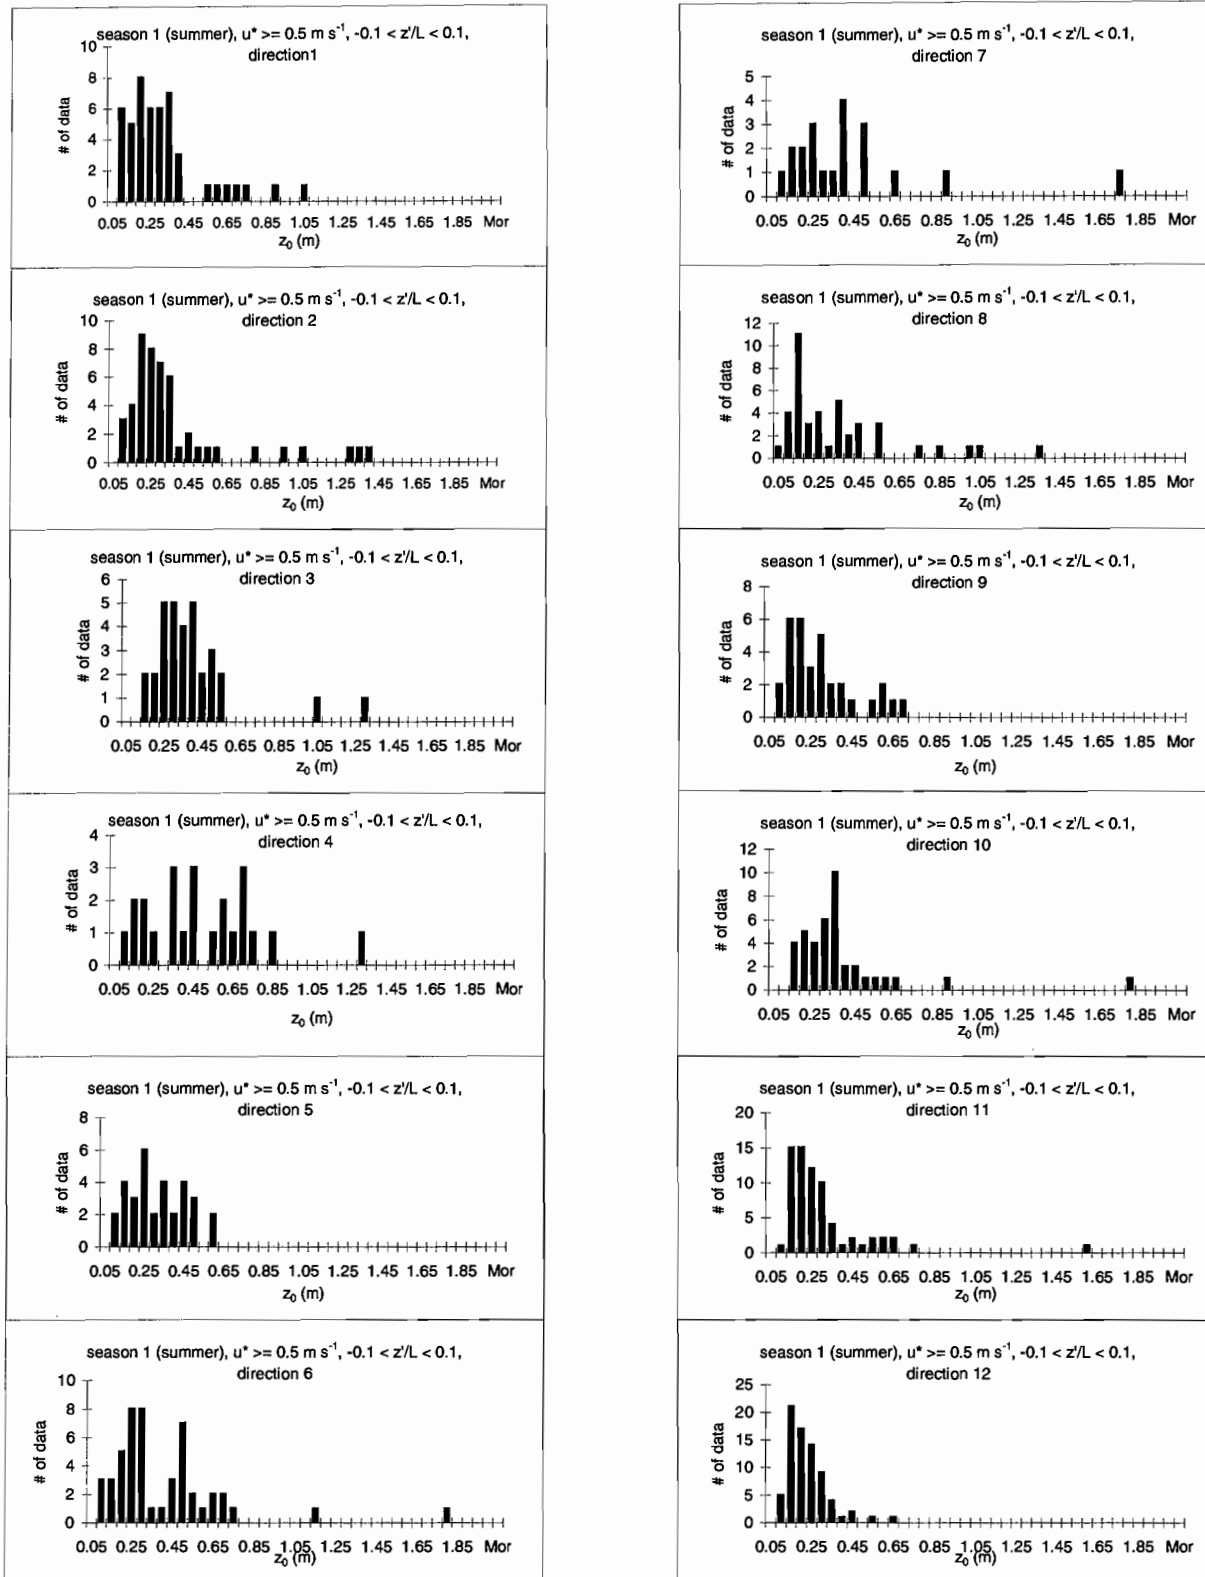 season 1 (summer), u* >= 0.5 m s⁻¹, -0.1 < z'/L < 0.1,
direction1
10
8
6
4
2
0
# of data
0.05 0.25 0.45 0.65 0.85 1.05 1.25 1.45 1.65 1.85 Mor
z₀ (m)
season 1 (summer), u* >= 0.5 m s⁻¹, -0.1 < z'/L < 0.1,
direction 2
10
8
6
4
2
0
# of data
0.05 0.25 0.45 0.65 0.85 1.05 1.25 1.45 1.65 1.85 Mor
z₀ (m)
season 1 (summer), u* >= 0.5 m s⁻¹, -0.1 < z'/L < 0.1,
direction 3
6
5
4
3
2
1
0
# of data
0.05 0.25 0.45 0.65 0.85 1.05 1.25 1.45 1.65 1.85 Mor
z₀ (m)
season 1 (summer), u* >= 0.5 m s⁻¹, -0.1 < z'/L < 0.1,
direction 4
4
3
2
1
0
# of data
0.05 0.25 0.45 0.65 0.85 1.05 1.25 1.45 1.65 1.85 Mor
z₀ (m)
season 1 (summer), u* >= 0.5 m s⁻¹, -0.1 < z'/L < 0.1,
direction 5
8
6
4
2
0
# of data
0.05 0.25 0.45 0.65 0.85 1.05 1.25 1.45 1.65 1.85 Mor
z₀ (m)
season 1 (summer), u* >= 0.5 m s⁻¹, -0.1 < z'/L < 0.1,
direction 6
10
8
6
4
2
0
# of data
0.05 0.25 0.45 0.65 0.85 1.05 1.25 1.45 1.65 1.85 Mor
z₀ (m)
season 1 (summer), u* >= 0.5 m s⁻¹, -0.1 < z'/L < 0.1,
direction 7
5
4
3
2
1
0
# of data
0.05 0.25 0.45 0.65 0.85 1.05 1.25 1.45 1.65 1.85 Mor
z₀ (m)
season 1 (summer), u* >= 0.5 m s⁻¹, -0.1 < z'/L < 0.1,
direction 8
12
10
8
6
4
2
0
# of data
0.05 0.25 0.45 0.65 0.85 1.05 1.25 1.45 1.65 1.85 Mor
z₀ (m)
season 1 (summer), u* >= 0.5 m s⁻¹, -0.1 < z'/L < 0.1,
direction 9
8
6
4
2
0
# of data
0.05 0.25 0.45 0.65 0.85 1.05 1.25 1.45 1.65 1.85 Mor
z₀ (m)
season 1 (summer), u* >= 0.5 m s⁻¹, -0.1 < z'/L < 0.1,
direction 10
12
10
8
6
4
2
0
# of data
0.05 0.25 0.45 0.65 0.85 1.05 1.25 1.45 1.65 1.85 Mor
z₀ (m)
season 1 (summer), u* >= 0.5 m s⁻¹, -0.1 < z'/L < 0.1,
direction 11
20
15
10
5
0
# of data
0.05 0.25 0.45 0.65 0.85 1.05 1.25 1.45 1.65 1.85 Mor
z₀ (m)
season 1 (summer), u* >= 0.5 m s⁻¹, -0.1 < z'/L < 0.1,
direction 12
25
20
15
10
5
0
# of data
0.05 0.25 0.45 0.65 0.85 1.05 1.25 1.45 1.65 1.85 Mor
z₀ (m)